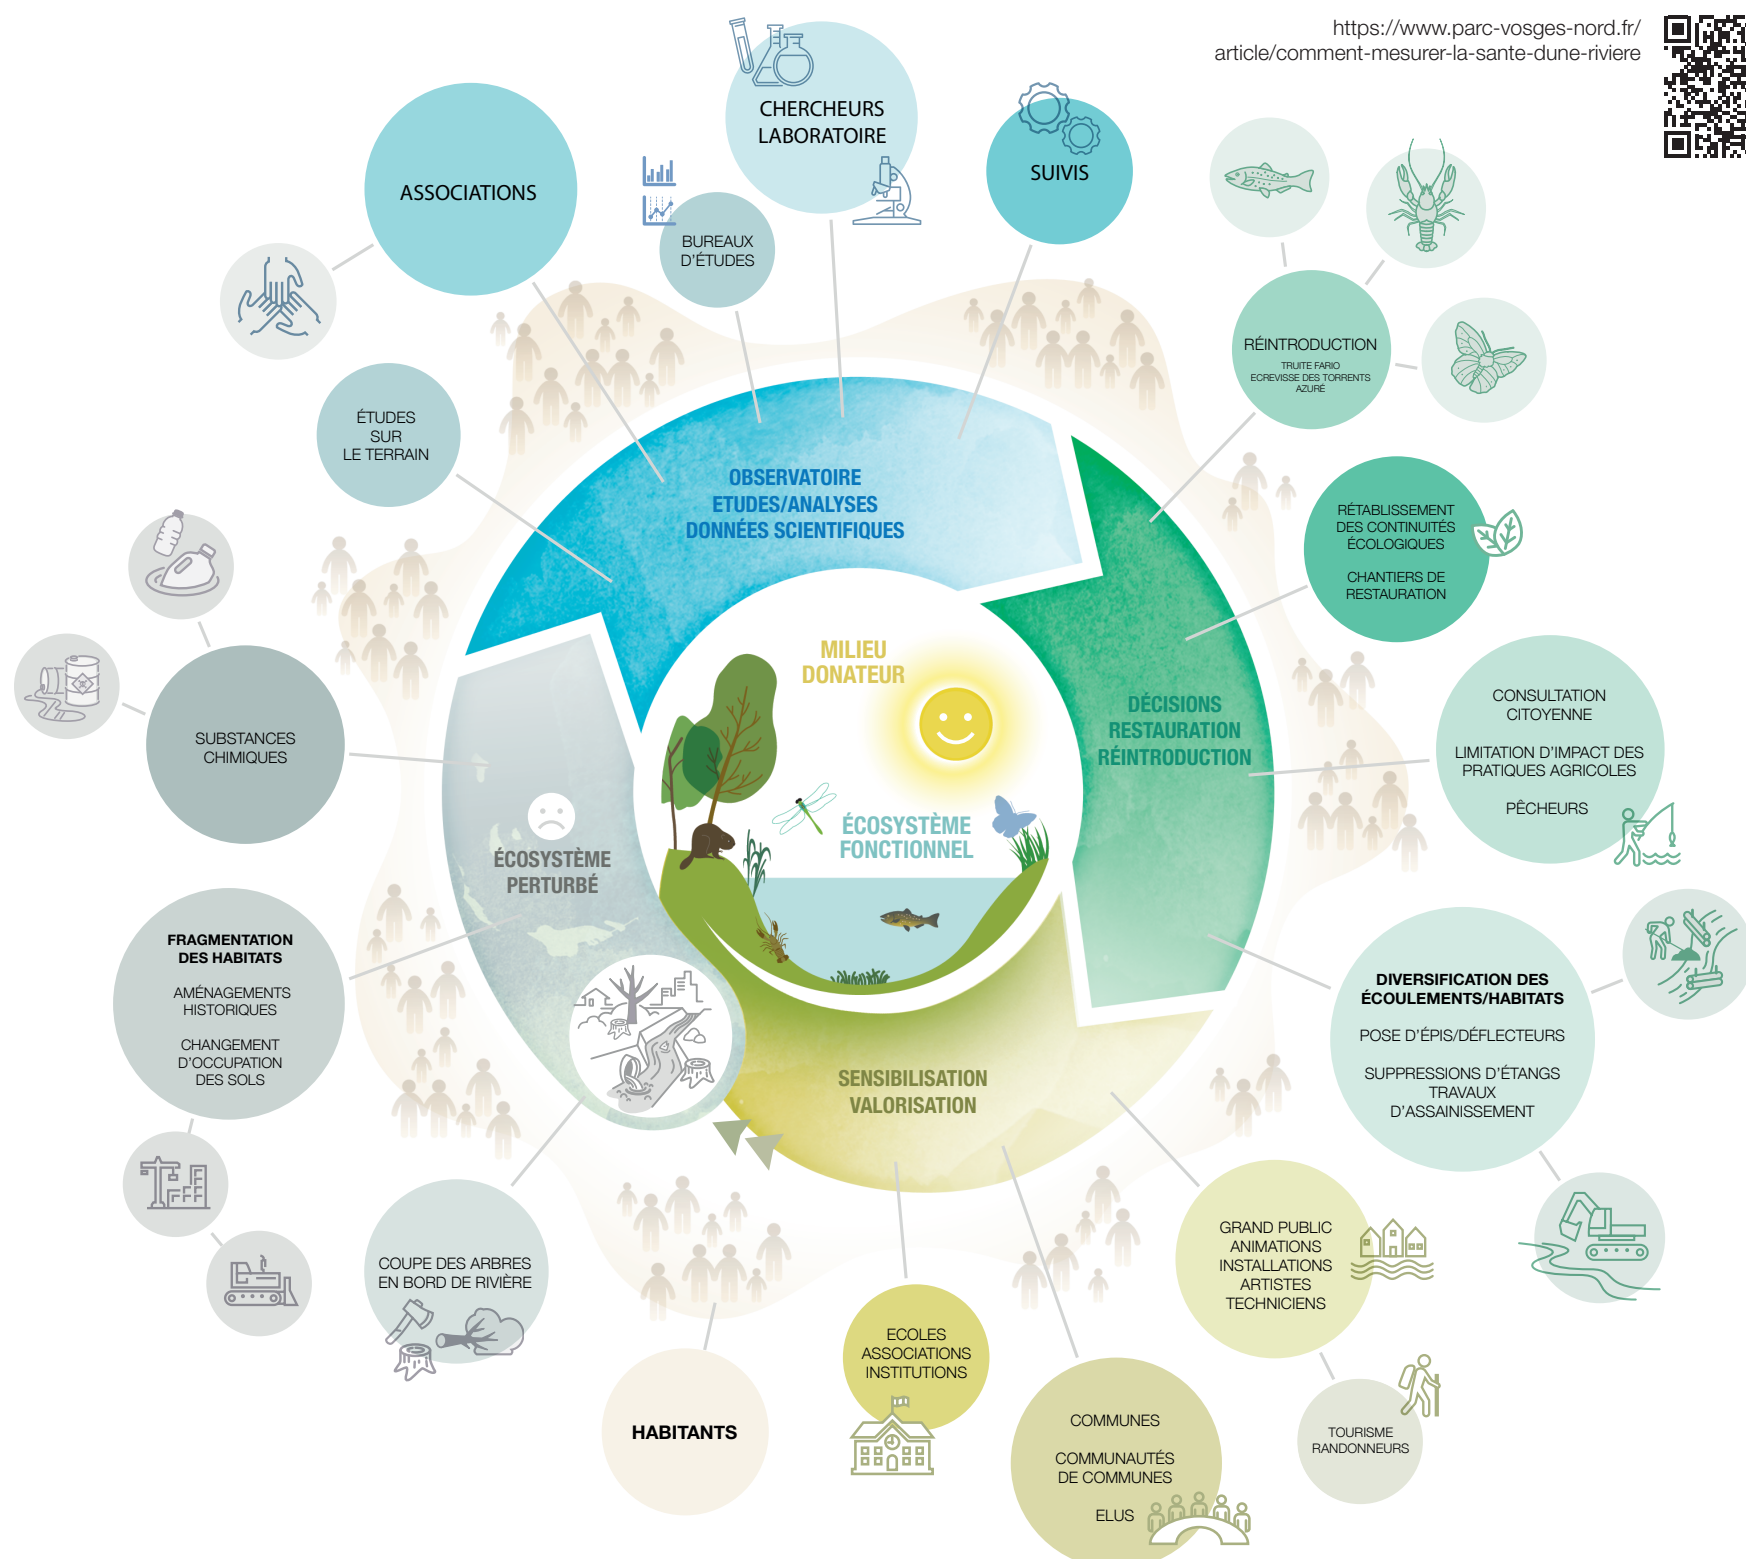 https://www.parc-vosges-nord.fr/
article/comment-mesurer-la-sante-dune-riviere
CHERCHEURS
LABORATOIRE
ASSOCIATIONS
SUIVIS
BUREAUX
D'ÉTUDES
ÉTUDES
SUR
LE TERRAIN
RÉINTRODUCTION
TRUITE FARIO
ECREVISSE DES TORRENTS
AZURÉ
OBSERVATOIRE
ETUDES/ANALYSES
DONNÉES SCIENTIFIQUES
RÉTABLISSEMENT
DES CONTINUITÉS
ÉCOLOGIQUES
CHANTIERS DE
RESTAURATION
MILIEU
DONATEUR
DÉCISIONS
RESTAURATION
RÉINTRODUCTION
CONSULTATION
CITOYENNE
LIMITATION D'IMPACT DES
PRATIQUES AGRICOLES
PÊCHEURS
SUBSTANCES
CHIMIQUES
ÉCOSYSTÈME
FONCTIONNEL
ÉCOSYSTÈME
PERTURBÉ
FRAGMENTATION
DES HABITATS
AMÉNAGEMENTS
HISTORIQUES
CHANGEMENT
D'OCCUPATION
DES SOLS
DIVERSIFICATION DES
ÉCOULEMENTS/HABITATS
POSE D'ÉPIS/DÉFLECTEURS
SUPPRESSIONS D'ÉTANGS
TRAVAUX
D'ASSAINISSEMENT
SENSIBILISATION
VALORISATION
COUPE DES ARBRES
EN BORD DE RIVIÈRE
GRAND PUBLIC
ANIMATIONS
INSTALLATIONS
ARTISTES
TECHNICIENS
HABITANTS
ECOLES
ASSOCIATIONS
INSTITUTIONS
COMMUNES
COMMUNAUTÉS
DE COMMUNES
ELUS
TOURISME
RANDONNEURS